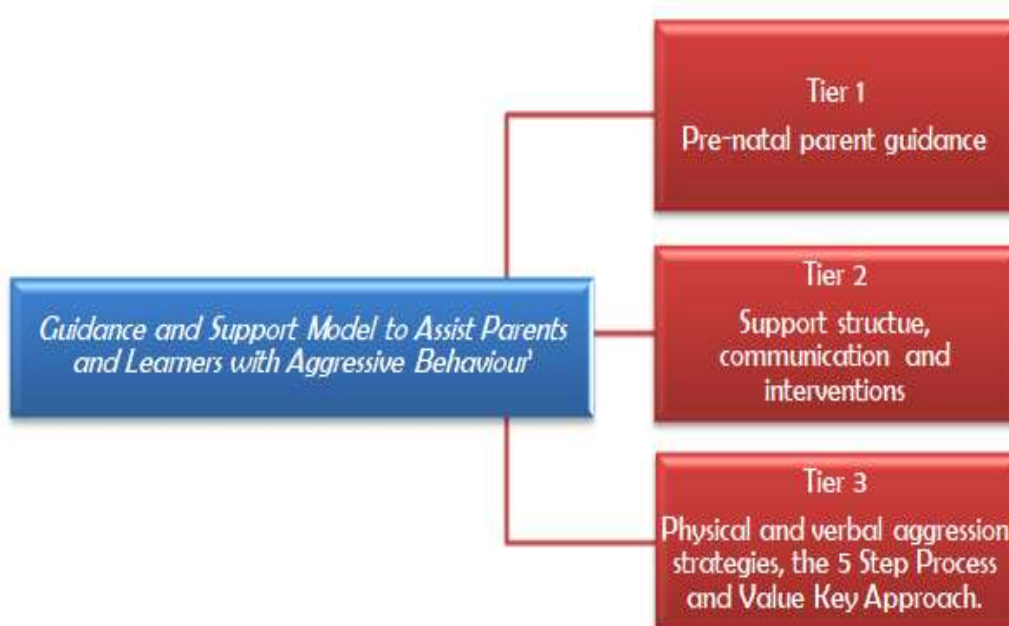 Tier 1
Pre-natal parent guidance
Guidance and Support Model to Assist Parents
and Learners with Aggressive Behaviour'
Tier 2
Support structue,
communication and
interventions
Tier 3
Physical and verbal aggression
strategies, the 5 Step Process
and Value Key Approach.